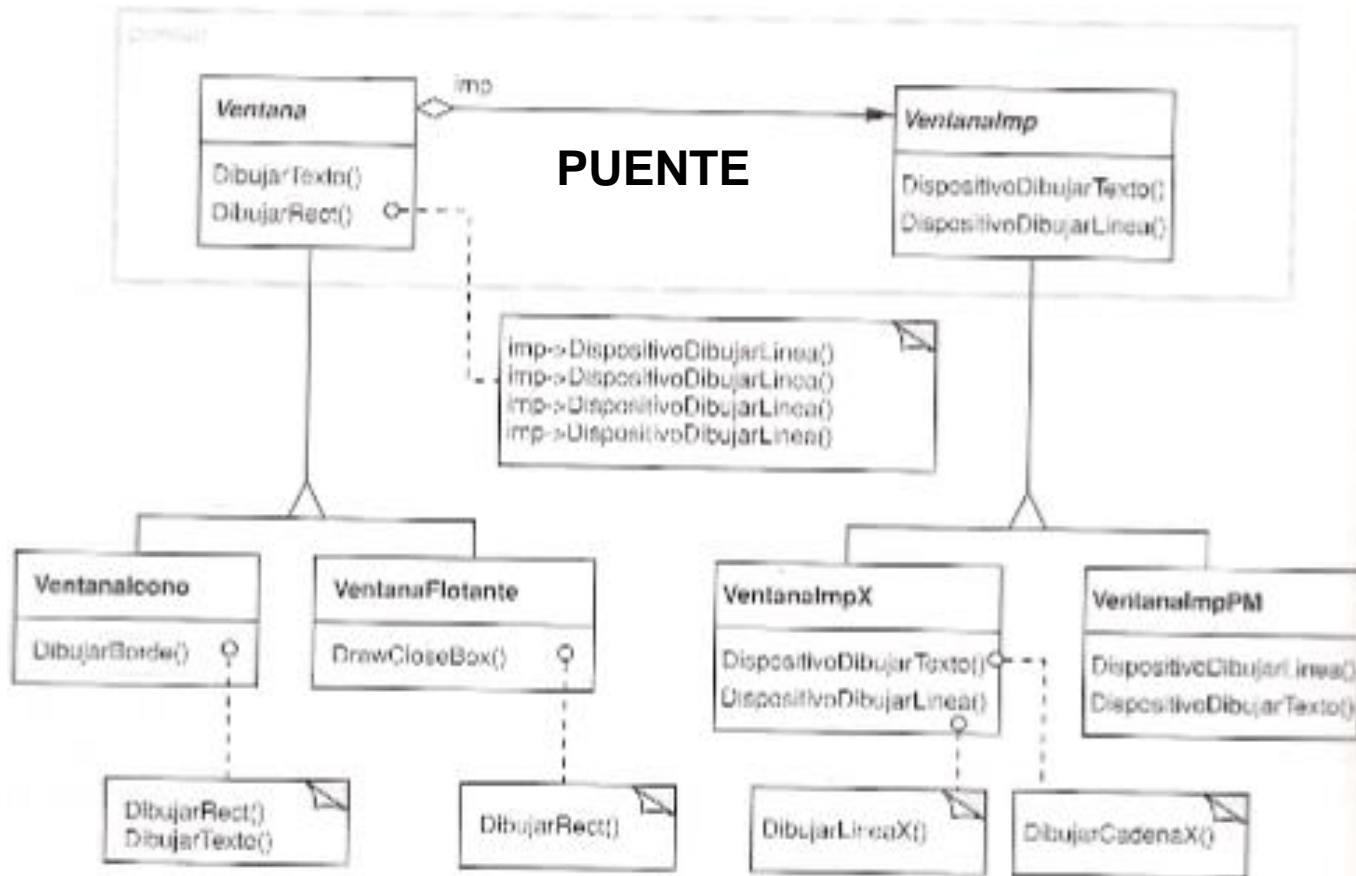 imp
Ventana
DibujarTexto()
DibujarRect()
PUENTE
VentanaImp
DispositivoDibujarTexto()
DispositivoDibujarLinea()
imp->DispositivoDibujarLinea()
imp->DispositivoDibujarLinea()
imp->DispositivoDibujarLinea()
imp->DispositivoDibujarLinea()
VentanaIcono
DibujarBorde()
VentanaFlotante
DrawCloseBox()
VentanaImpX
DispositivoDibujarTexto()
DispositivoDibujarLinea()
VentanaImpPM
DispositivoDibujarLinea()
DispositivoDibujarTexto()
DibujarRect()
DibujarTexto()
DibujarRect()
DibujarLineaX()
DibujarCadenaX()